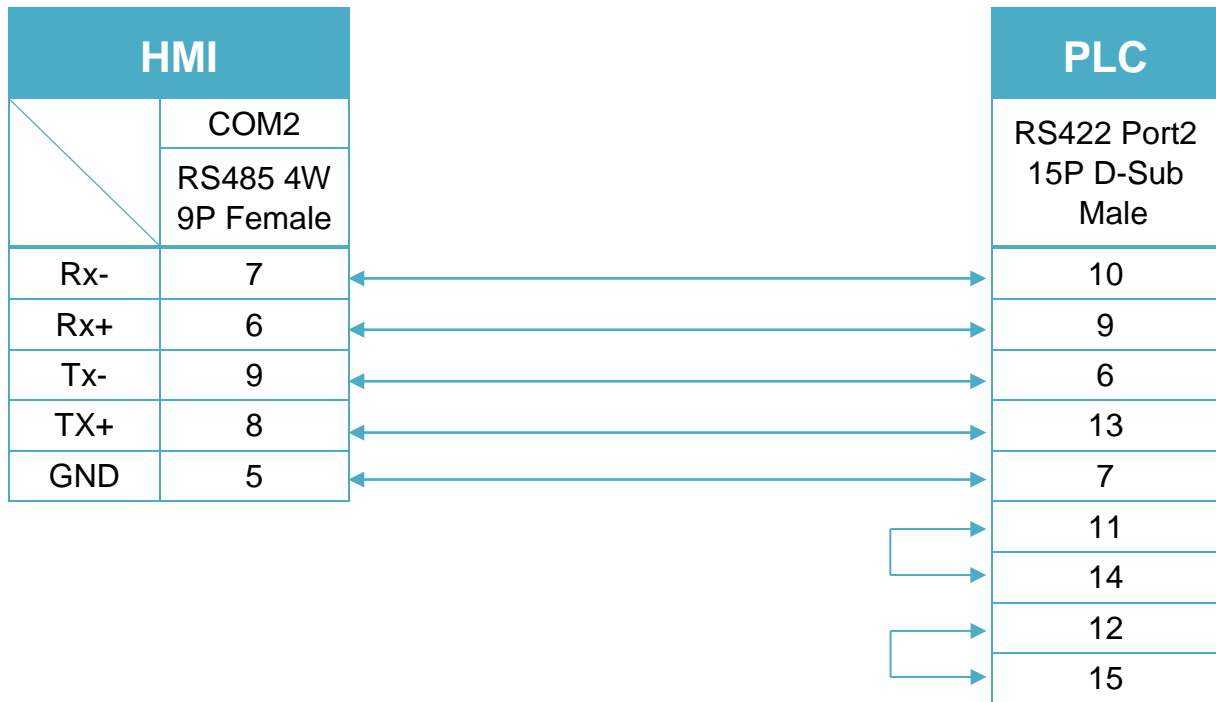 HMI
PLC
COM2
RS485 4W
9P Female
RS422 Port2
15P D-Sub
Male
Rx- 7 10
Rx+ 6 9
Tx- 9 6
TX+ 8 13
GND 5 7
11
14
12
15